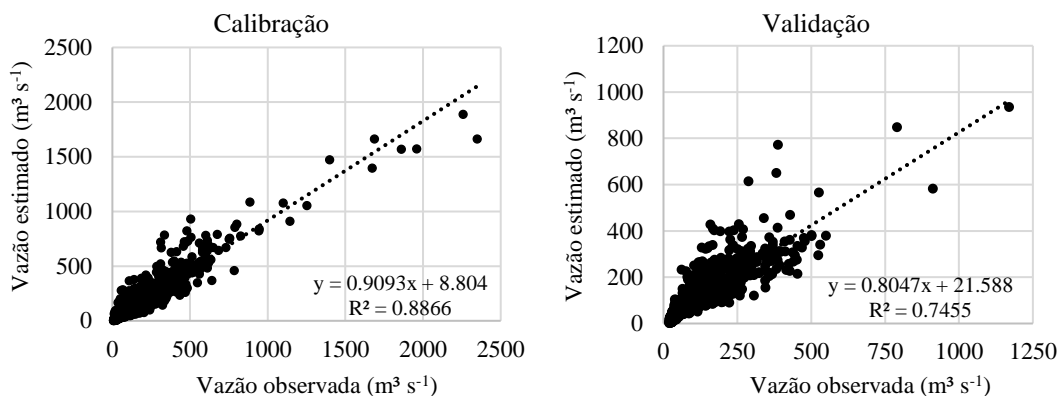 Calibração
2500
2000
1500
1000
500
0
0 500 1000 1500 2000 2500
Vazão estimado (m³ s⁻¹)
Vazão observada (m³ s⁻¹)
y = 0.9093x + 8.804
R² = 0.8866
Validação
1200
1000
800
600
400
200
0
0 250 500 750 1000 1250
Vazão estimado (m³ s⁻¹)
Vazão observada (m³ s⁻¹)
y = 0.8047x + 21.588
R² = 0.7455